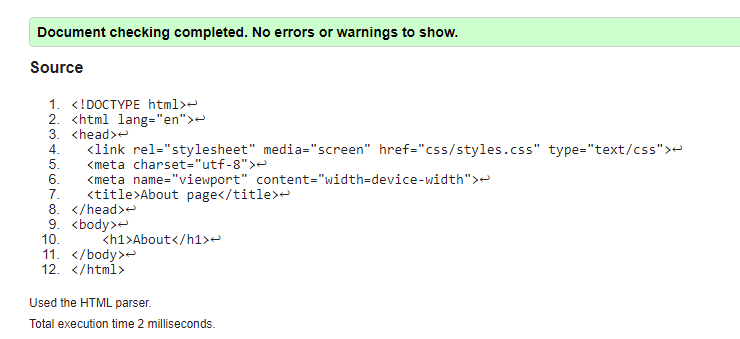 Document checking completed. No errors or warnings to show.
Source
1. <!DOCTYPE html>↩
2. <html lang="en">↩
3. <head>↩
4.   <link rel="stylesheet" media="screen" href="css/styles.css" type="text/css">↩
5.   <meta charset="utf-8">↩
6.   <meta name="viewport" content="width=device-width">↩
7.   <title>About page</title>↩
8. </head>↩
9. <body>↩
10.     <h1>About</h1>↩
11. </body>↩
12. </html>
Used the HTML parser.
Total execution time 2 milliseconds.